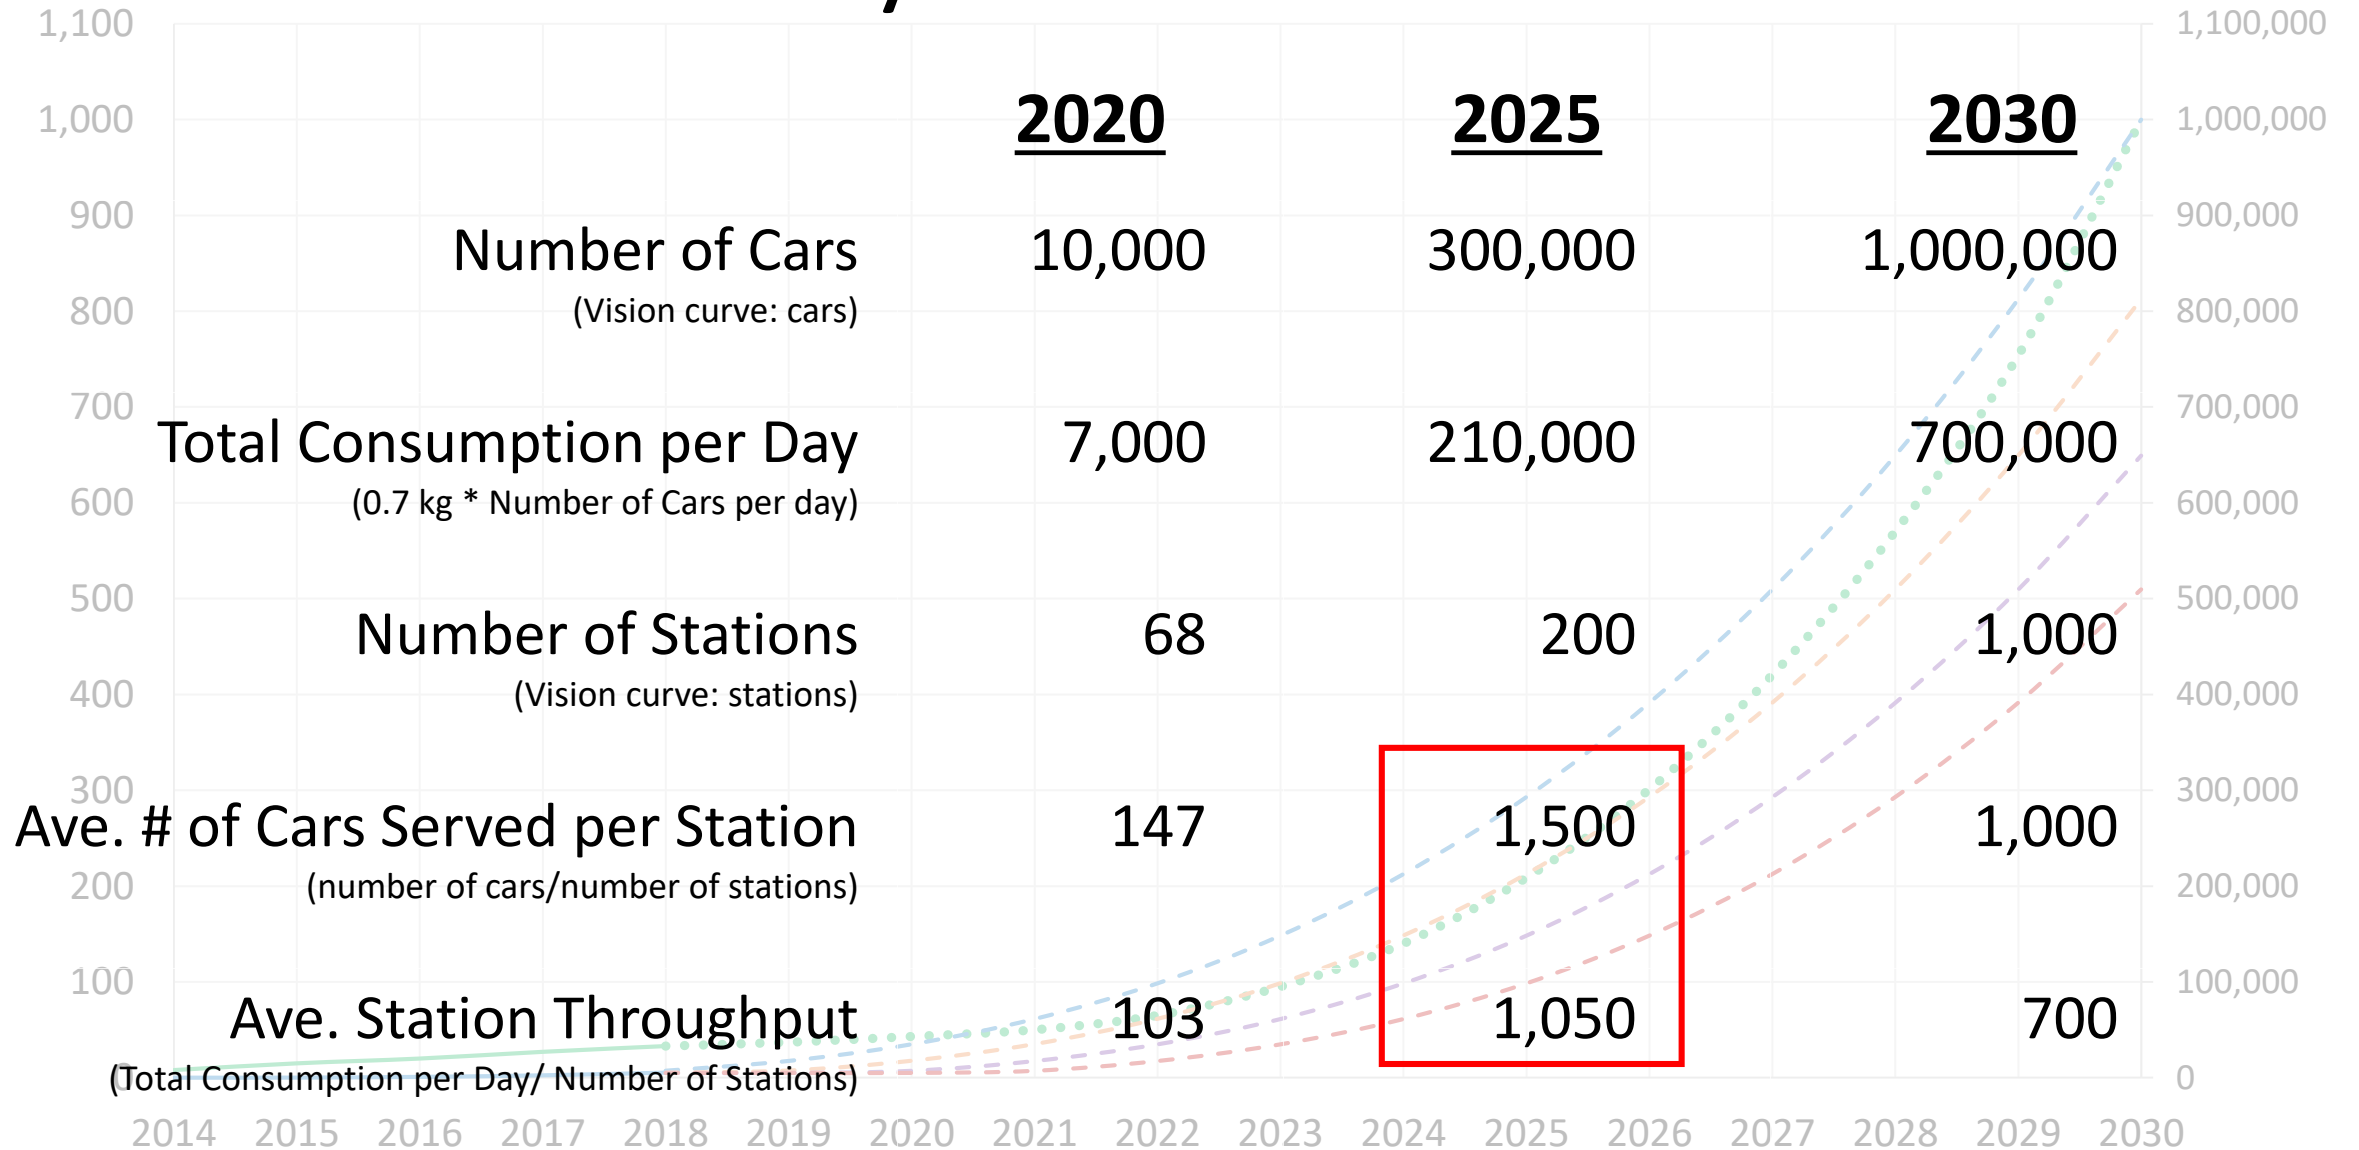 1,100 1,100,000
2020 2025 2030
1,000 1,000,000
900 900,000
Number of Cars 10,000 300,000 1,000,000
(Vision curve: cars)
800 800,000
700 700,000
Total Consumption per Day 7,000 210,000 700,000
(0.7 kg * Number of Cars per day)
600 600,000
500 500,000
Number of Stations 68 200 1,000
(Vision curve: stations)
400 400,000
300 300,000
Ave. # of Cars Served per Station 147 1,500 1,000
(number of cars/number of stations)
200 200,000
100 100,000
Ave. Station Throughput 103 1,050 700
(Total Consumption per Day/ Number of Stations)
0 0
2014 2015 2016 2017 2018 2019 2020 2021 2022 2023 2024 2025 2026 2027 2028 2029 2030